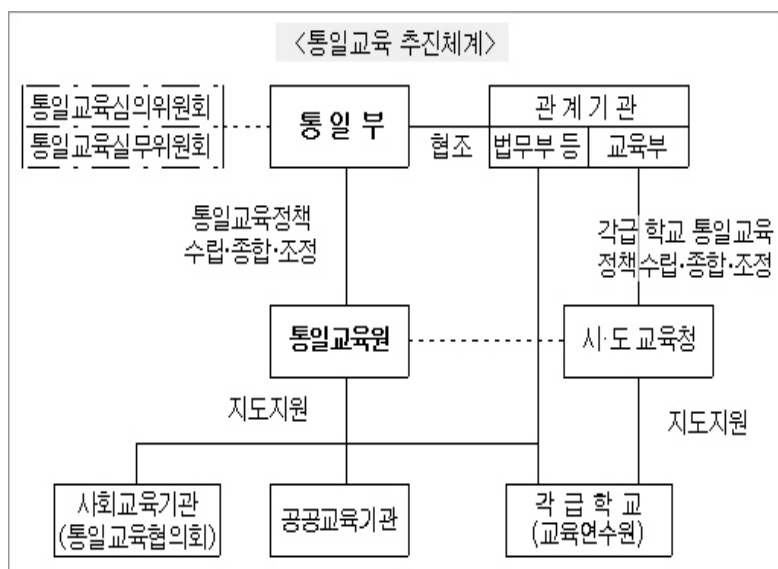 〈통일교육 추진체계〉
통일교육심의위원회
통일교육실무위원회
통 일 부
협조
관 계 기 관
법무부 등
교육부
통일교육정책
수립·종합·조정
각급 학교 통일교육
정책수립·종합·조정
통일교육원
시·도 교육청
지도지원
지도지원
사회교육기관
(통일교육협의회)
공공교육기관
각 급 학 교
(교육연수원)